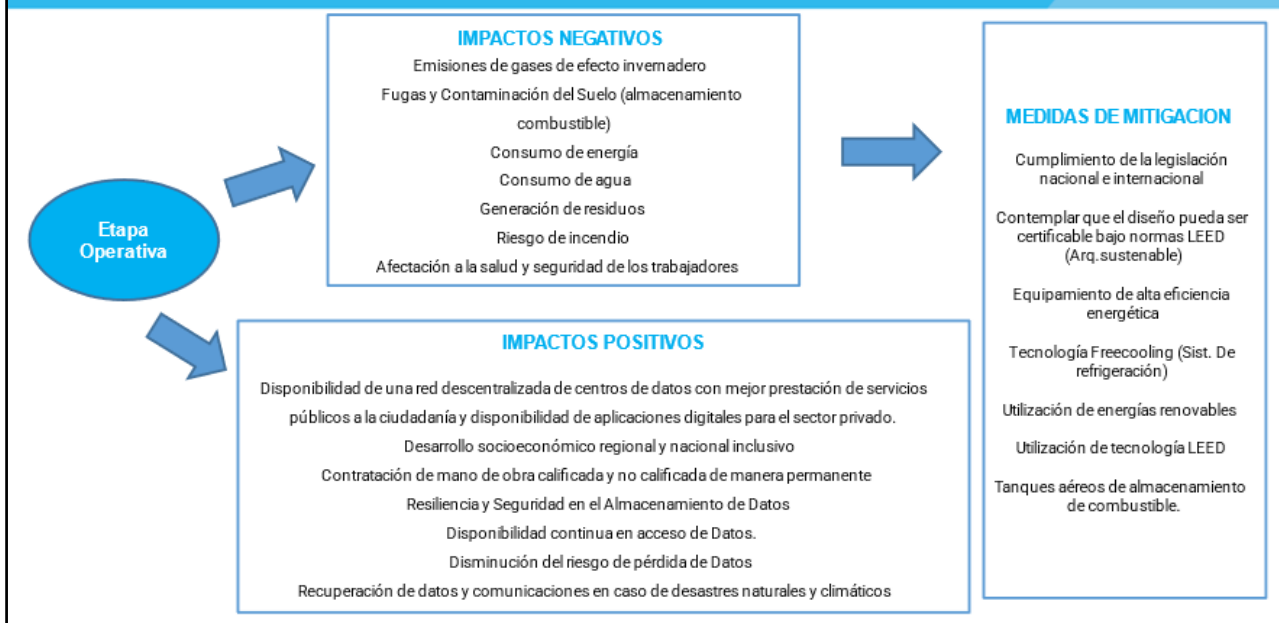 Etapa
Operativa
IMPACTOS NEGATIVOS
Emisiones de gases de efecto invernadero
Fugas y Contaminación del Suelo (almacenamiento
combustible)
Consumo de energía
Consumo de agua
Generación de residuos
Riesgo de incendio
Afectación a la salud y seguridad de los trabajadores
IMPACTOS POSITIVOS
Disponibilidad de una red descentralizada de centros de datos con mejor prestación de servicios
públicos a la ciudadanía y disponibilidad de aplicaciones digitales para el sector privado.
Desarrollo socioeconómico regional y nacional inclusivo
Contratación de mano de obra calificada y no calificada de manera permanente
Resiliencia y Seguridad en el Almacenamiento de Datos
Disponibilidad continua en acceso de Datos.
Disminución del riesgo de pérdida de Datos
Recuperación de datos y comunicaciones en caso de desastres naturales y climáticos
MEDIDAS DE MITIGACION
Cumplimiento de la legislación
nacional e internacional
Contemplar que el diseño pueda ser
certificable bajo normas LEED
(Arq.sustenable)
Equipamiento de alta eficiencia
energética
Tecnología Freecooling (Sist. De
refrigeración)
Utilización de energías renovables
Utilización de tecnología LEED
Tanques aéreos de almacenamiento
de combustible.